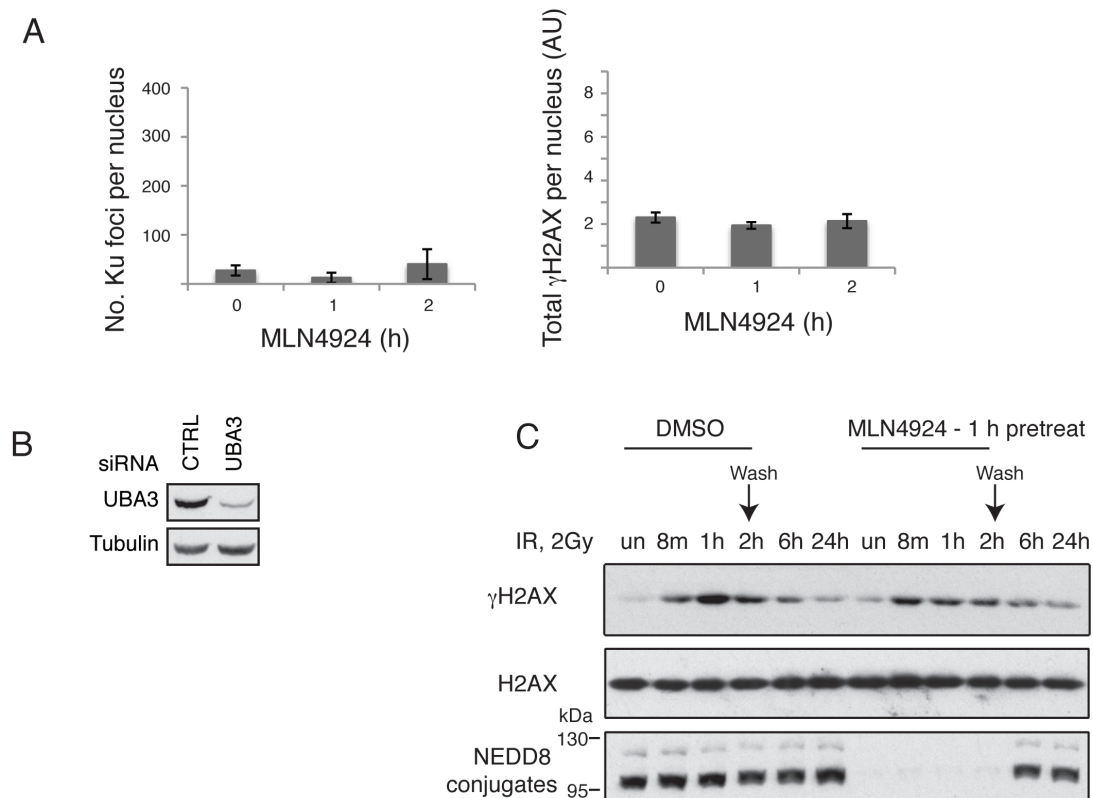 A
No. Ku foci per nucleus
400
300
200
100
0 1 2
MLN4924 (h)
Total γH2AX per nucleus (AU)
8
6
4
2
0 1 2
MLN4924 (h)
B
siRNA CTRL UBA3
UBA3
Tubulin
C
DMSO MLN4924 - 1 h pretreat
Wash Wash
IR, 2Gy un 8m 1h 2h 6h 24h un 8m 1h 2h 6h 24h
γH2AX
H2AX
kDa
130
NEDD8
conjugates
95